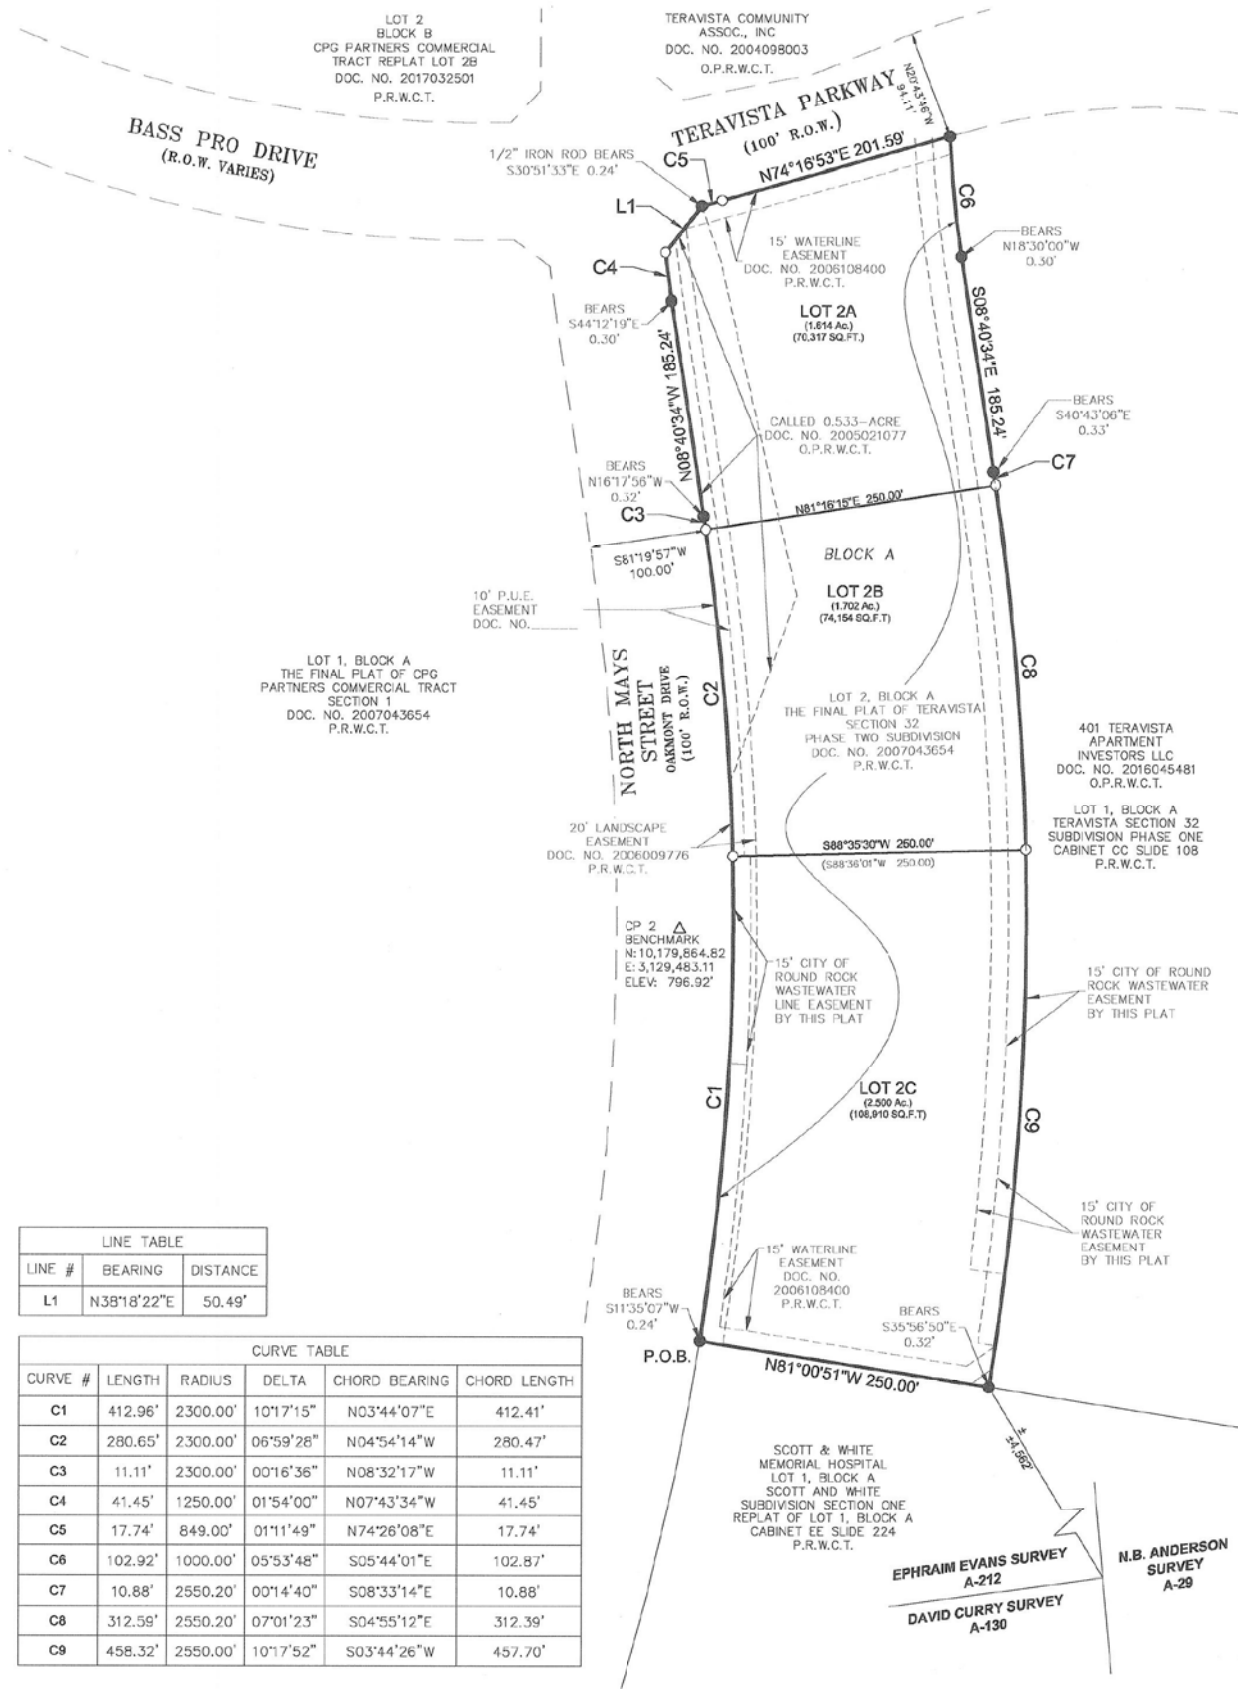 LOT 2
BLOCK B
CPG PARTNERS COMMERCIAL
TRACT REPLAT LOT 2B
DOC. NO. 2017032501
P.R.W.C.T.
TERAVISTA COMMUNITY
ASSOC., INC
DOC. NO. 2004098003
O.P.R.W.C.T.
BASS PRO DRIVE
(R.O.W. VARIES)
TERAVISTA PARKWAY
(100' R.O.W.)
N20°43'46"W
94.11'
1/2" IRON ROD BEARS
S30°51'33"E 0.24'
C5
N74°16'53"E 201.59'
L1
C6
C4
15' WATERLINE
EASEMENT
DOC. NO. 2006108400
P.R.W.C.T.
BEARS
N18°30'00"W
0.30'
BEARS
S44°12'19"E
0.30'
LOT 2A
(1.614 Ac.)
(70,317 SQ.FT.)
N08°40'34"W 185.24'
S08°40'34"E 185.24'
BEARS
S40°43'06"E
0.33'
CALLED 0.533-ACRE
DOC. NO. 2005021077
O.P.R.W.C.T.
BEARS
N16°17'56"W
0.32'
C7
C3
N81°16'15"E 250.00'
S81°19'57"W
100.00'
BLOCK A
10' P.U.E.
EASEMENT
DOC. NO.______
LOT 2B
(1.702 Ac.)
(74,154 SQ.F.T)
LOT 1, BLOCK A
THE FINAL PLAT OF CPG
PARTNERS COMMERCIAL TRACT
SECTION 1
DOC. NO. 2007043654
P.R.W.C.T.
NORTH MAYS
STREET
OAKMONT DRIVE
(100' R.O.W.)
C2
C8
LOT 2, BLOCK A
THE FINAL PLAT OF TERAVISTA
SECTION 32
PHASE TWO SUBDIVISION
DOC. NO. 2007043654
P.R.W.C.T.
401 TERAVISTA
APARTMENT
INVESTORS LLC
DOC. NO. 2016045481
O.P.R.W.C.T.
LOT 1, BLOCK A
TERAVISTA SECTION 32
SUBDIVISION PHASE ONE
CABINET CC SLIDE 108
P.R.W.C.T.
20' LANDSCAPE
EASEMENT
DOC. NO. 2006009776
P.R.W.C.T.
S88°35'30"W 250.00'
(S88°36'01"W 250.00)
CP 2
BENCHMARK
N: 10,179,864.82
E: 3,129,483.11
ELEV: 796.92'
15' CITY OF
ROUND ROCK
WASTEWATER
LINE EASEMENT
BY THIS PLAT
15' CITY OF ROUND
ROCK WASTEWATER
EASEMENT
BY THIS PLAT
C1
LOT 2C
(2.500 Ac.)
(108,910 SQ.F.T)
C9
15' CITY OF
ROUND ROCK
WASTEWATER
EASEMENT
BY THIS PLAT
15' WATERLINE
EASEMENT
DOC. NO.
2006108400
P.R.W.C.T.
BEARS
S11°35'07"W
0.24'
BEARS
S35°56'50"E
0.32'
P.O.B.
N81°00'51"W 250.00'
±
±4,562'
SCOTT & WHITE
MEMORIAL HOSPITAL
LOT 1, BLOCK A
SCOTT AND WHITE
SUBDIVISION SECTION ONE
REPLAT OF LOT 1, BLOCK A
CABINET EE SLIDE 224
P.R.W.C.T.
EPHRAIM EVANS SURVEY
A-212
DAVID CURRY SURVEY
A-130
N.B. ANDERSON
SURVEY
A-29
LINE TABLE
LINE # BEARING DISTANCE
L1 N38°18'22"E 50.49'
CURVE TABLE
CURVE # LENGTH RADIUS DELTA CHORD BEARING CHORD LENGTH
C1 412.96' 2300.00' 10°17'15" N03°44'07"E 412.41'
C2 280.65' 2300.00' 06°59'28" N04°54'14"W 280.47'
C3 11.11' 2300.00' 00°16'36" N08°32'17"W 11.11'
C4 41.45' 1250.00' 01°54'00" N07°43'34"W 41.45'
C5 17.74' 849.00' 01°11'49" N74°26'08"E 17.74'
C6 102.92' 1000.00' 05°53'48" S05°44'01"E 102.87'
C7 10.88' 2550.20' 00°14'40" S08°33'14"E 10.88'
C8 312.59' 2550.20' 07°01'23" S04°55'12"E 312.39'
C9 458.32' 2550.00' 10°17'52" S03°44'26"W 457.70'